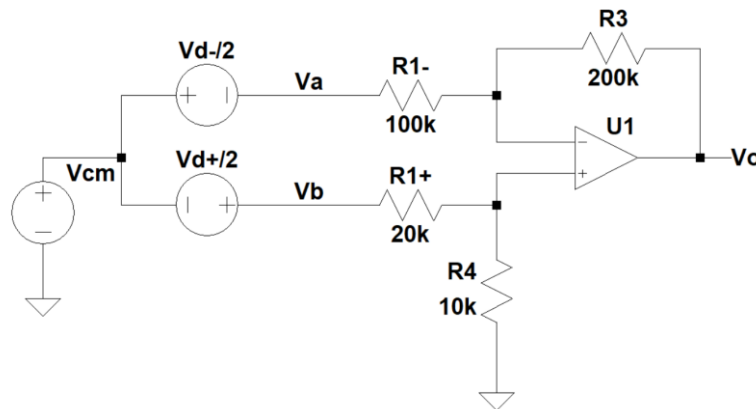 Vd-/2
Va
R1-
100k
R3
200k
U1
Vcm
Vd+/2
Vb
R1+
20k
Vo
R4
10k